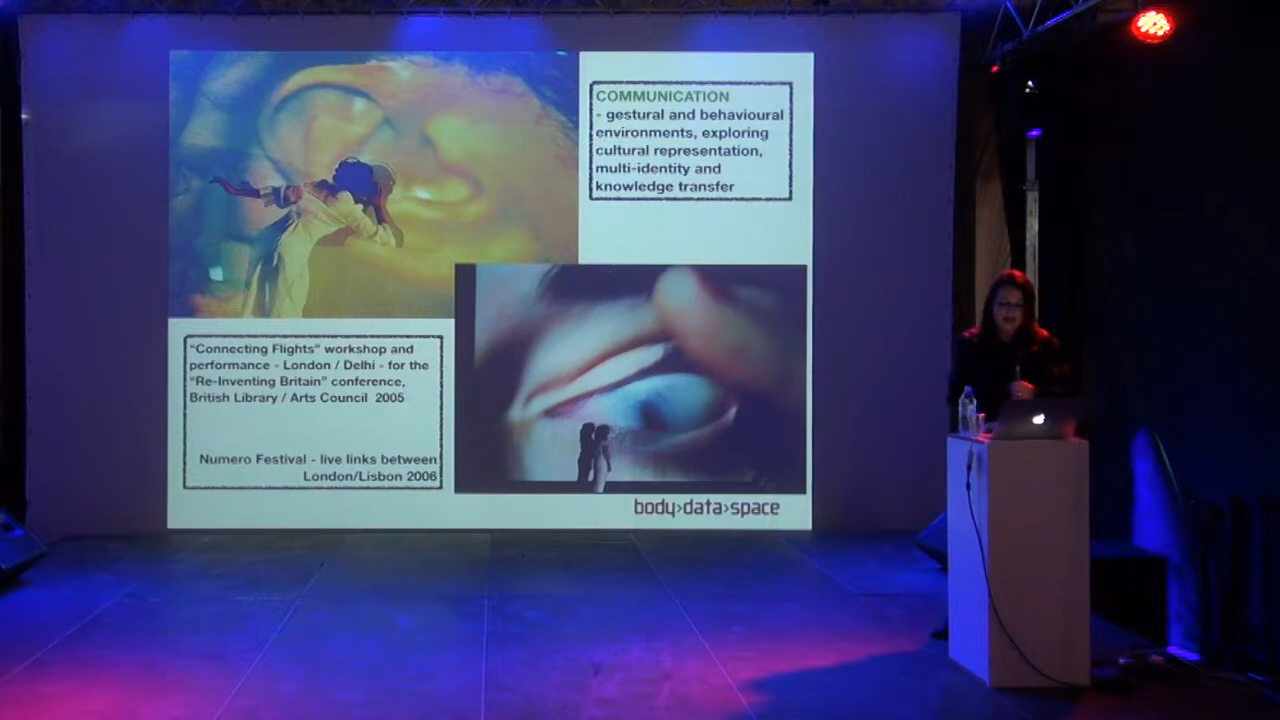 COMMUNICATION
- gestural and behavioural
environments, exploring
cultural representation,
multi-identity and
knowledge transfer
"Connecting Flights" workshop and
performance - London / Delhi - for the
"Re-Inventing Britain" conference,
British Library / Arts Council 2005
Numero Festival - live links between
London/Lisbon 2006
body>data>space